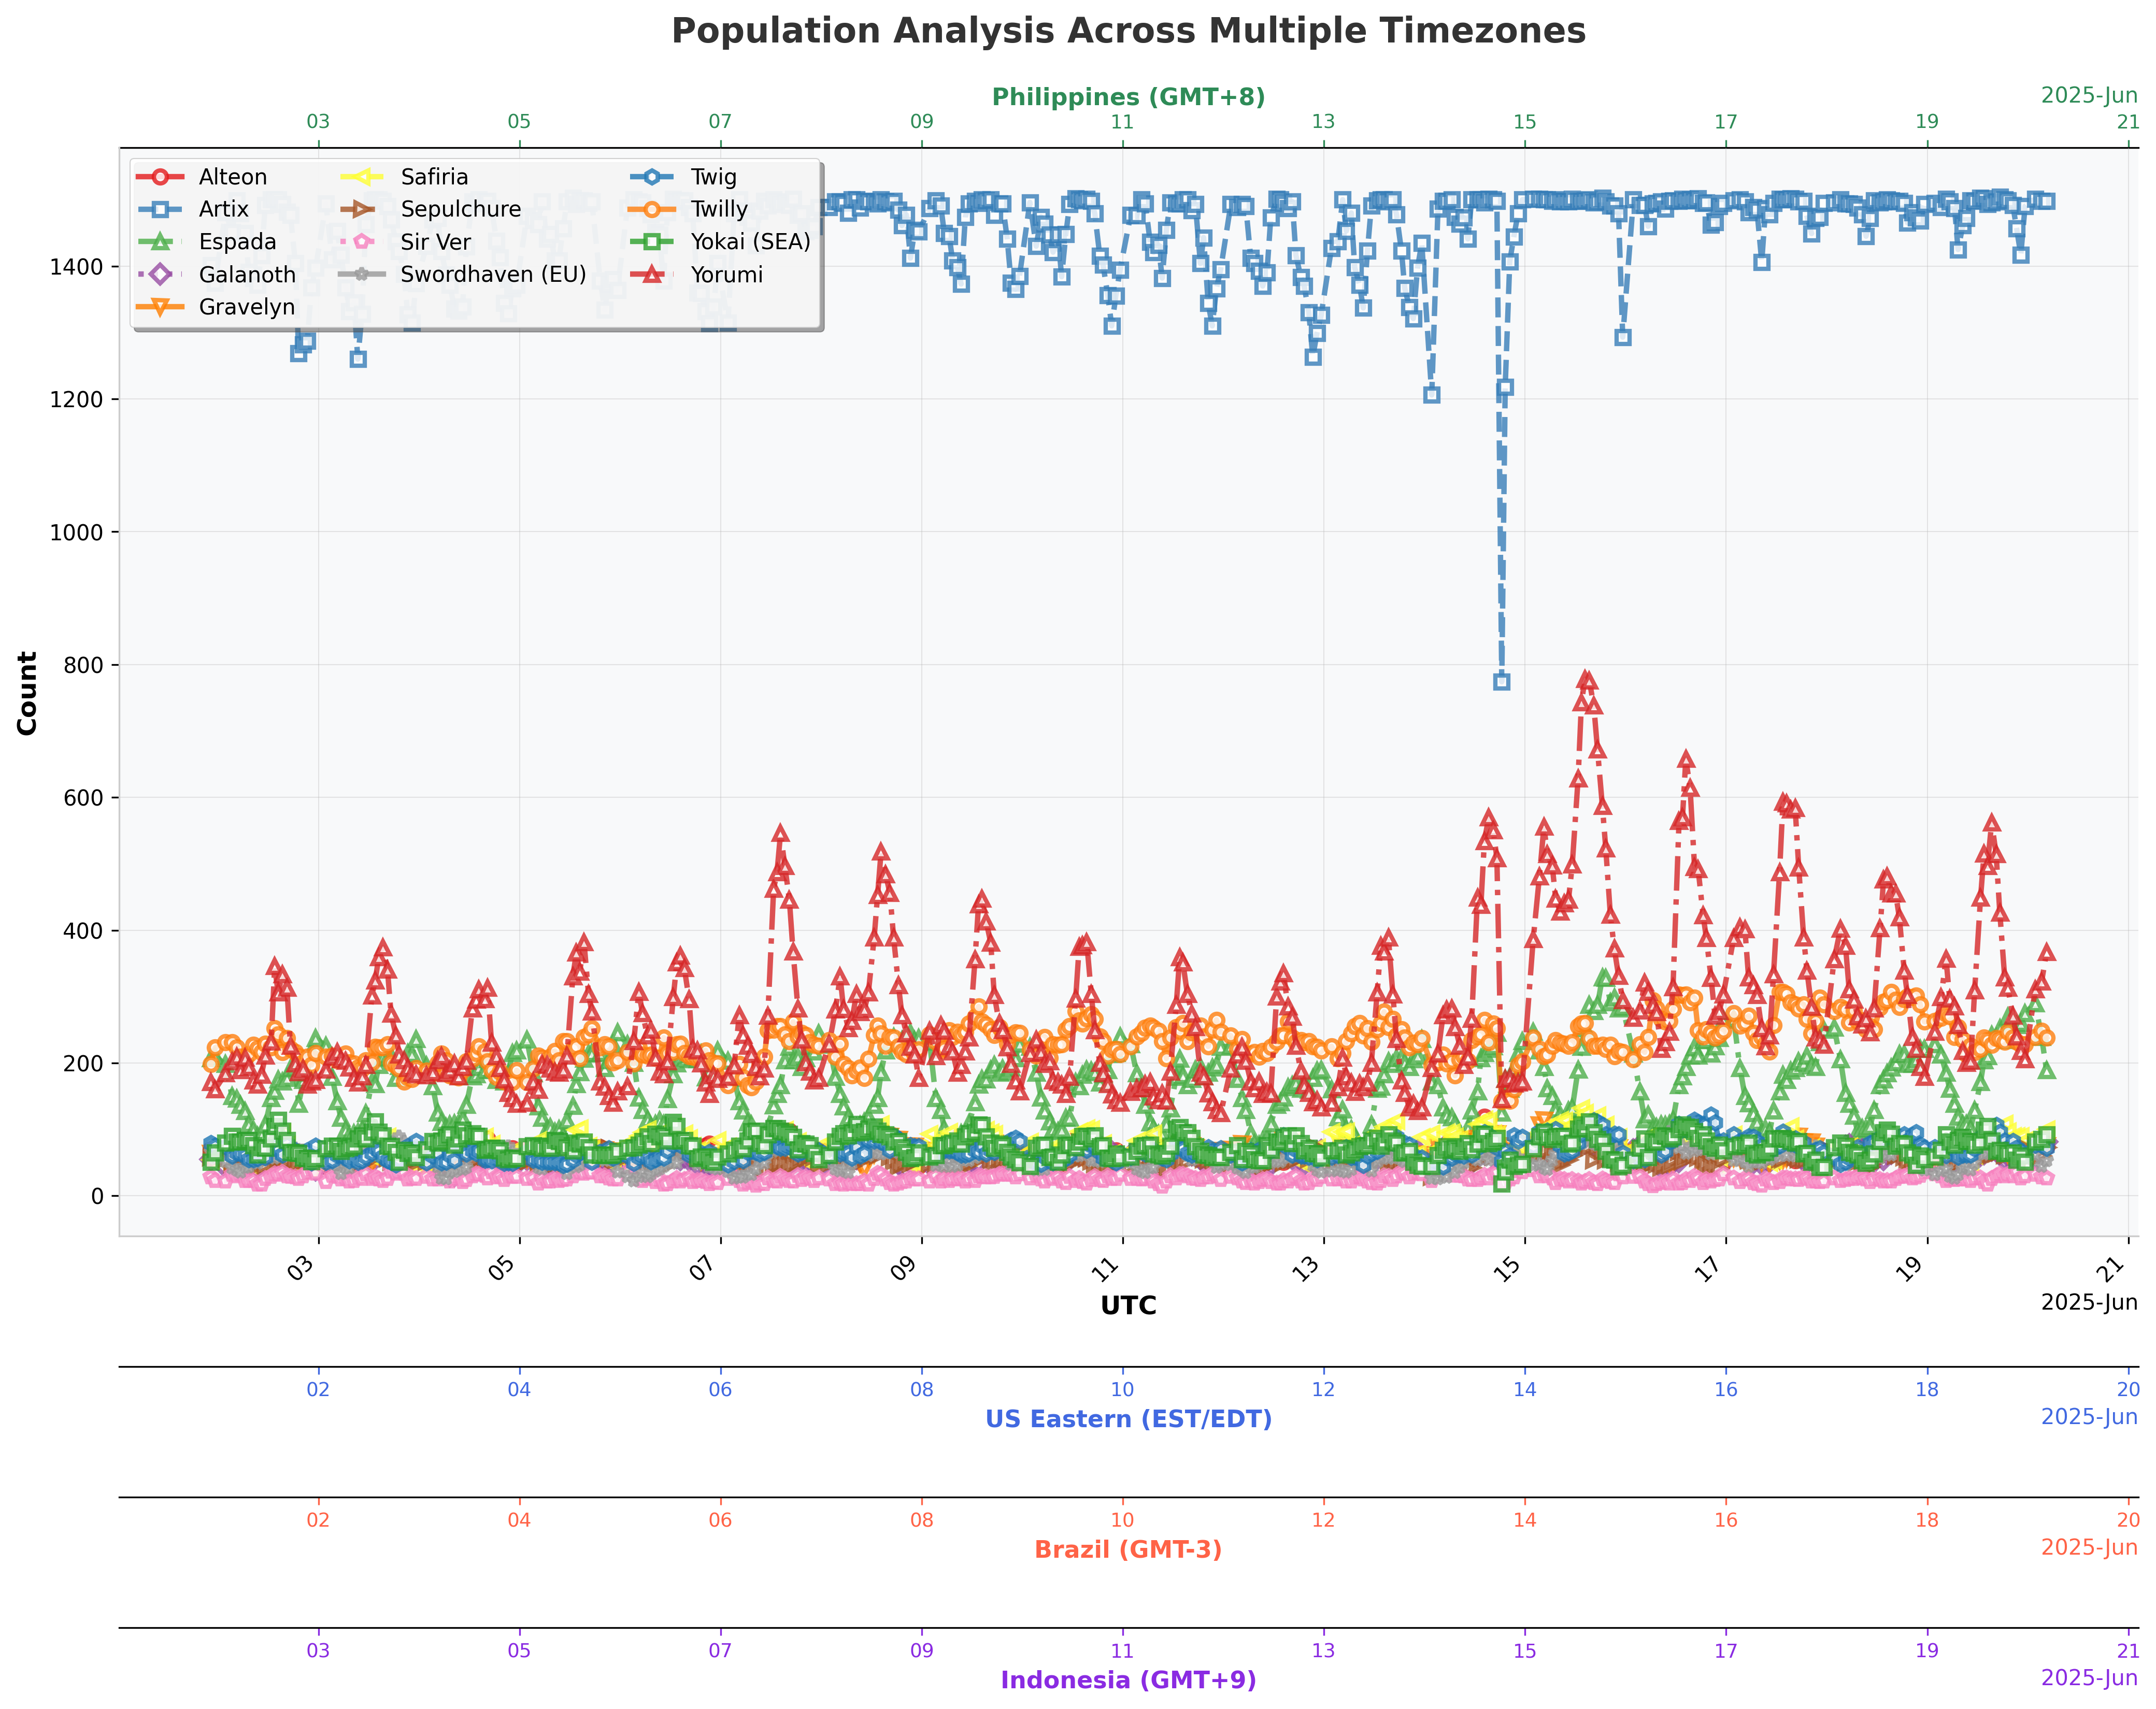 Population Analysis Across Multiple Timezones
Philippines (GMT+8)
2025-Jun
03 05 07 09 11 13 15 17 19 21
Alteon Safiria Twig
Artix Sepulchure Twilly
Espada Sir Ver Yokai (SEA)
Galanoth Swordhaven (EU) Yorumi
Gravelyn
1400
1200
1000
800
600
400
200
0
Count
03 05 07 09 11 13 15 17 19 21
UTC
2025-Jun
02 04 06 08 10 12 14 16 18 20
US Eastern (EST/EDT)
2025-Jun
02 04 06 08 10 12 14 16 18 20
Brazil (GMT-3)
2025-Jun
03 05 07 09 11 13 15 17 19 21
Indonesia (GMT+9)
2025-Jun